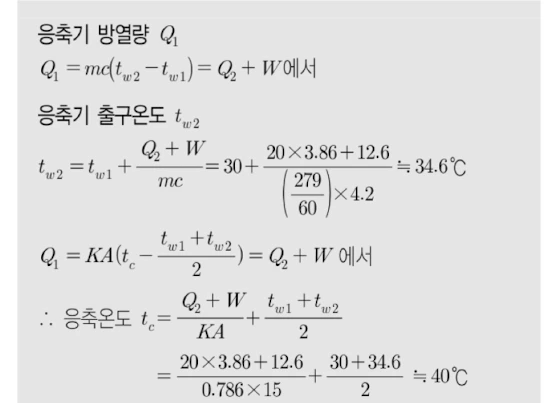 응축기 방열량 Q₁
Q₁ = mc(t_w2 − t_w1) = Q₂ + W에서
응축기 출구온도 t_w2
t_w2 = t_w1 + (Q₂ + W)/(mc) = 30 + (20×3.86+12.6)/((279/60)×4.2) ≒ 34.6℃
Q₁ = KA(t_c − (t_w1 + t_w2)/2) = Q₂ + W 에서
∴ 응축온도 t_c = (Q₂ + W)/(KA) + (t_w1 + t_w2)/2
= (20×3.86+12.6)/(0.786×15) + (30+34.6)/2 ≒ 40℃